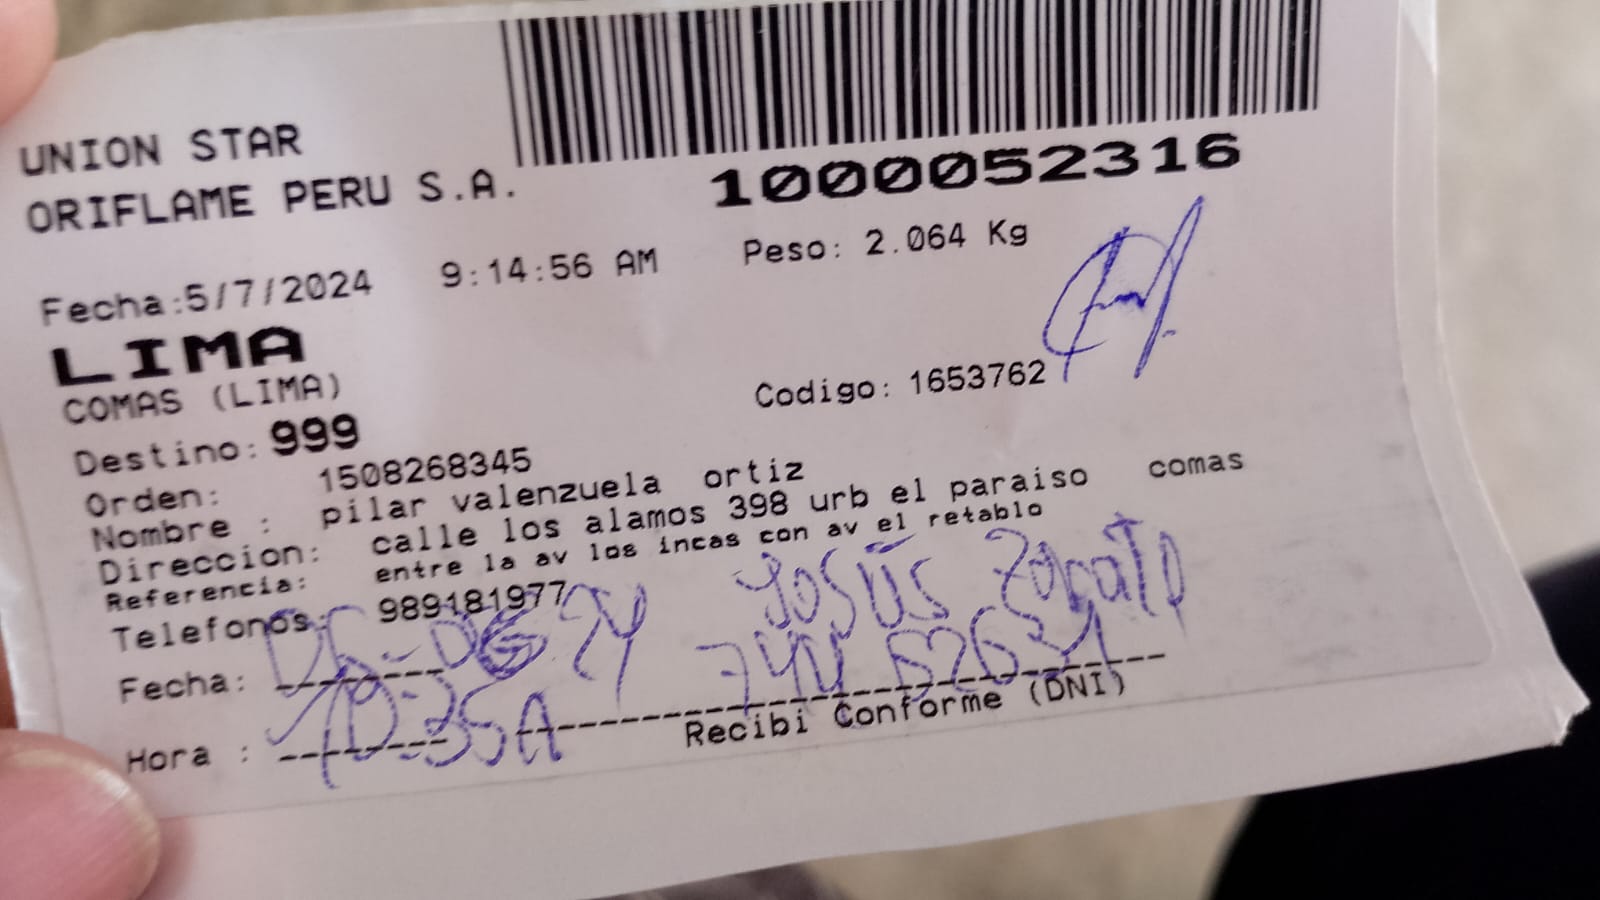 UNION STAR
ORIFLAME PERU S.A.
1000052316
Fecha:5/7/2024 9:14:56 AM Peso: 2.064 Kg
LIMA
COMAS (LIMA)
Codigo: 1653762
Destino: 999
Orden: 1508268345
Nombre : pilar valenzuela ortiz
Direccion: calle los alamos 398 urb el paraiso comas
Referencia: entre la av los incas con av el retablo
Telefonos: 989181977
Fecha:
Hora : 10:35A
Recibi Conforme (DNI)